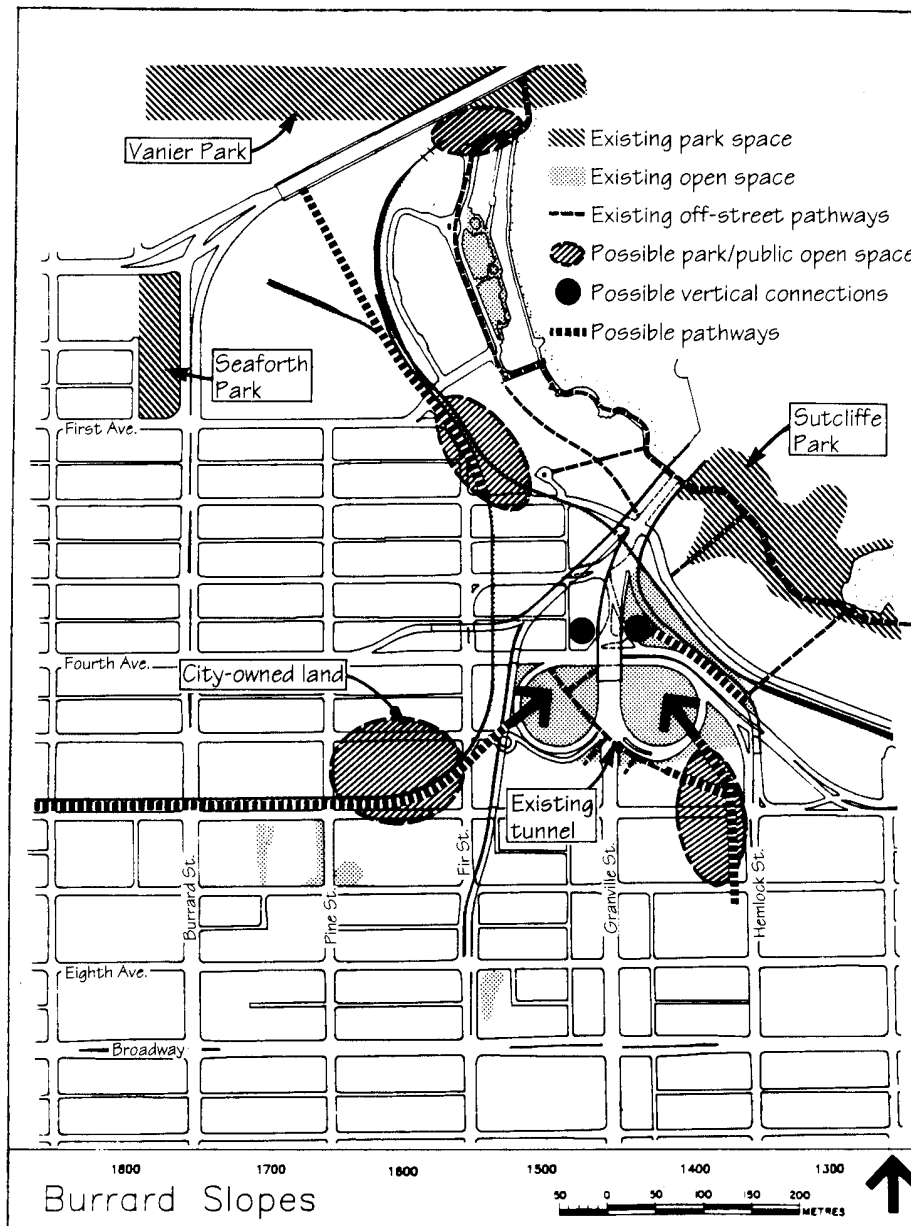 Vanier Park
Existing park space
Existing open space
Existing off-street pathways
Possible park/public open space
Possible vertical connections
Possible pathways
Seaforth
Park
Sutcliffe
Park
First Ave.
Fourth Ave.
City-owned land
Existing
tunnel
Burrard St.
Pine St.
Fir St.
Granville St.
Hemlock St.
Eighth Ave.
Broadway
1800
1700
1600
1500
1400
1300
Burrard Slopes
50 0 50 100 150 200
METRES